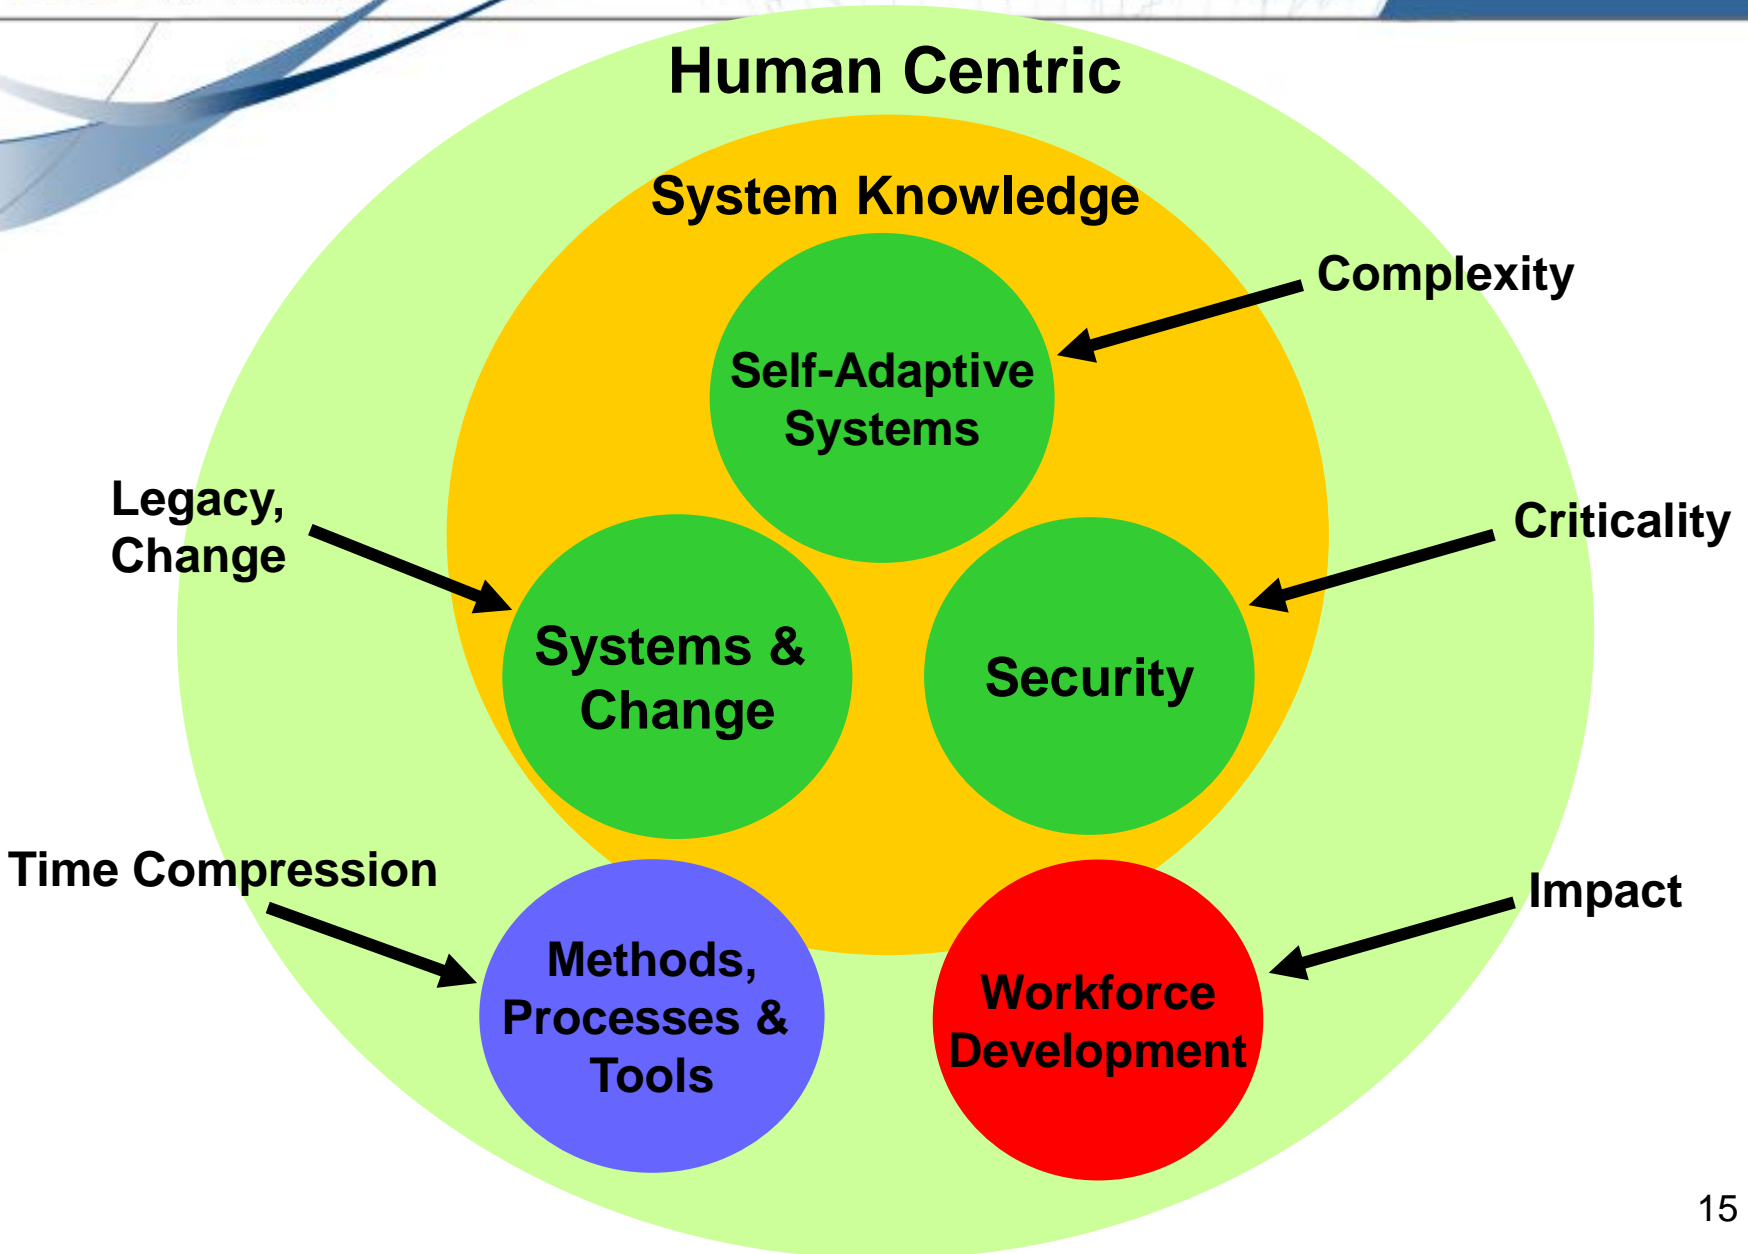 Human Centric
System Knowledge
Complexity
Self-Adaptive
Systems
Legacy,
Change
Criticality
Systems &
Change
Security
Time Compression
Impact
Methods,
Processes &
Tools
Workforce
Development
15